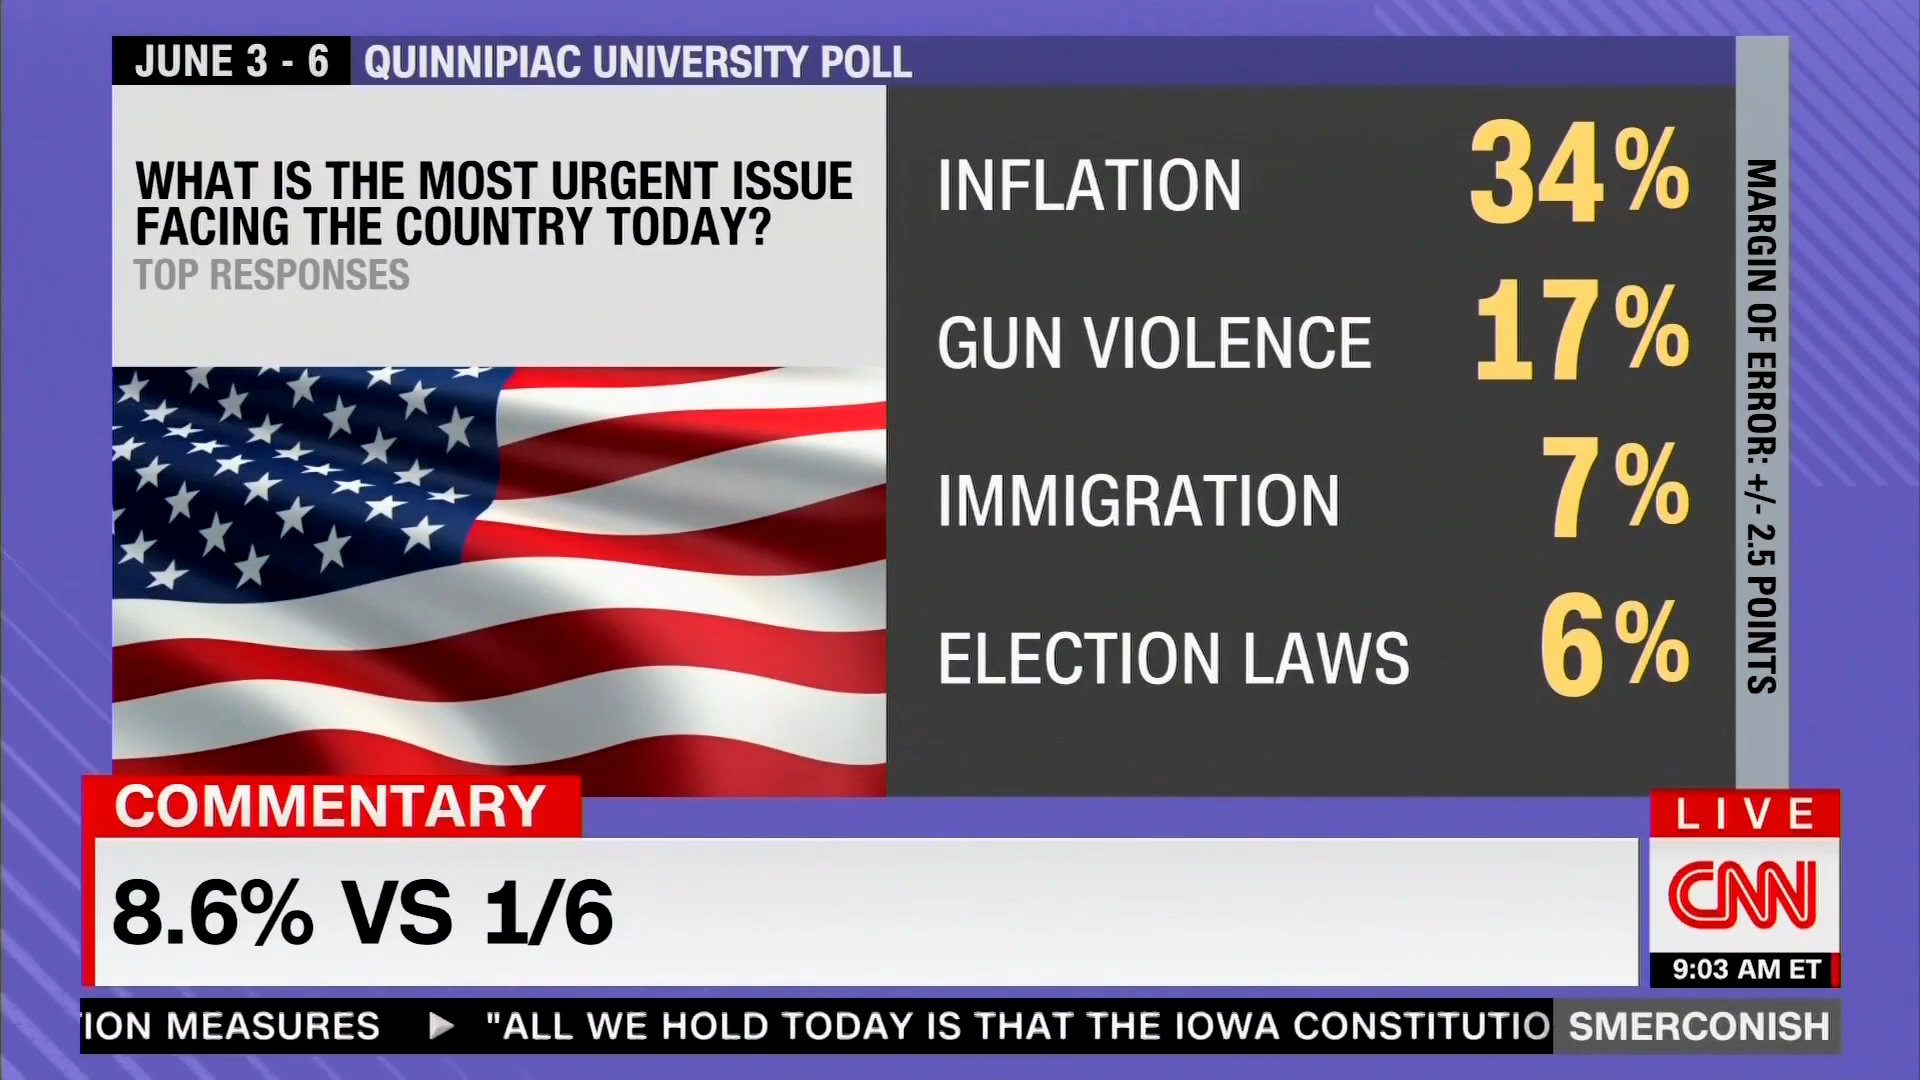 JUNE 3 - 6 QUINNIPIAC UNIVERSITY POLL
WHAT IS THE MOST URGENT ISSUE
FACING THE COUNTRY TODAY?
TOP RESPONSES
INFLATION 34%
GUN VIOLENCE 17%
IMMIGRATION 7%
ELECTION LAWS 6%
MARGIN OF ERROR: +/- 2.5 POINTS
COMMENTARY
8.6% VS 1/6
LIVE
CNN
9:03 AM ET
ION MEASURES "ALL WE HOLD TODAY IS THAT THE IOWA CONSTITUTIO
SMERCONISH